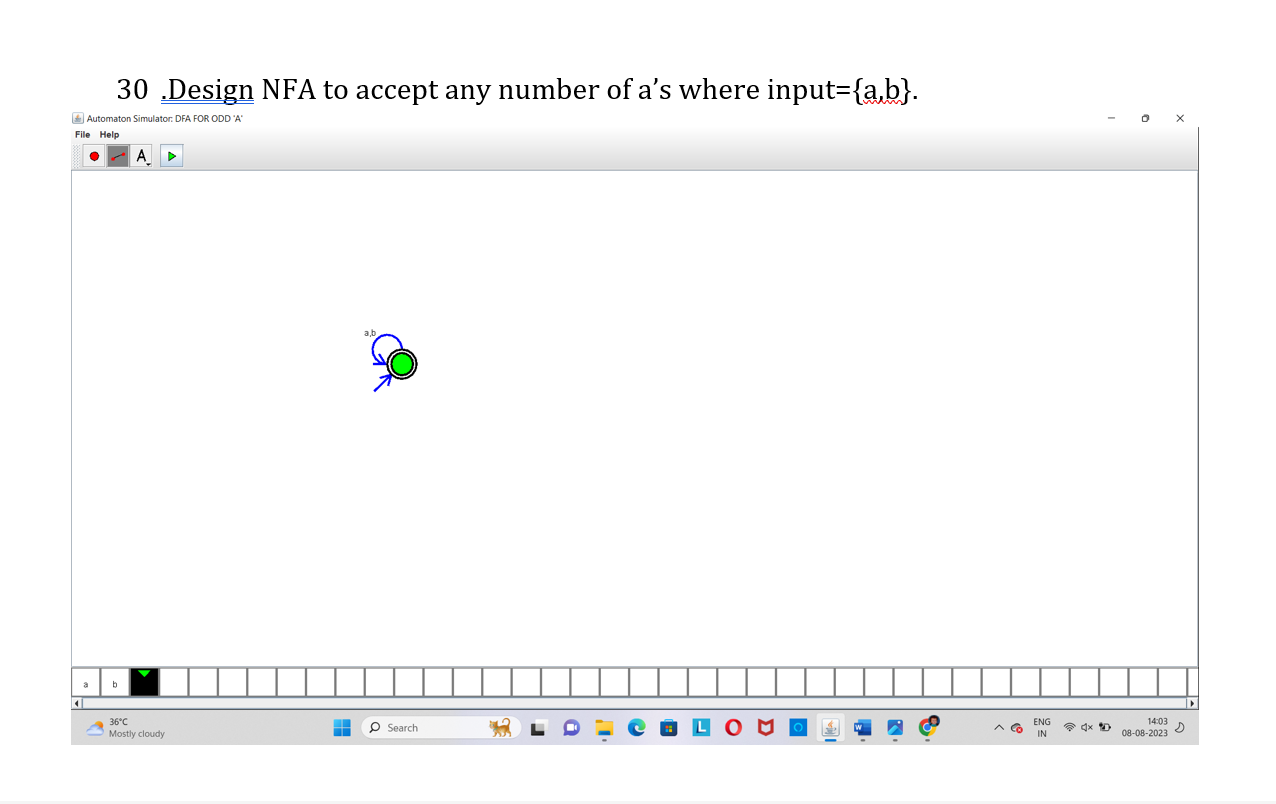 30 .Design NFA to accept any number of a’s where input={a,b}.
Automaton Simulator: DFA FOR ODD 'A'
File Help
A
a,b
a b
36°C
Mostly cloudy
Search
L
W
ENG
IN
14:03
08-08-2023